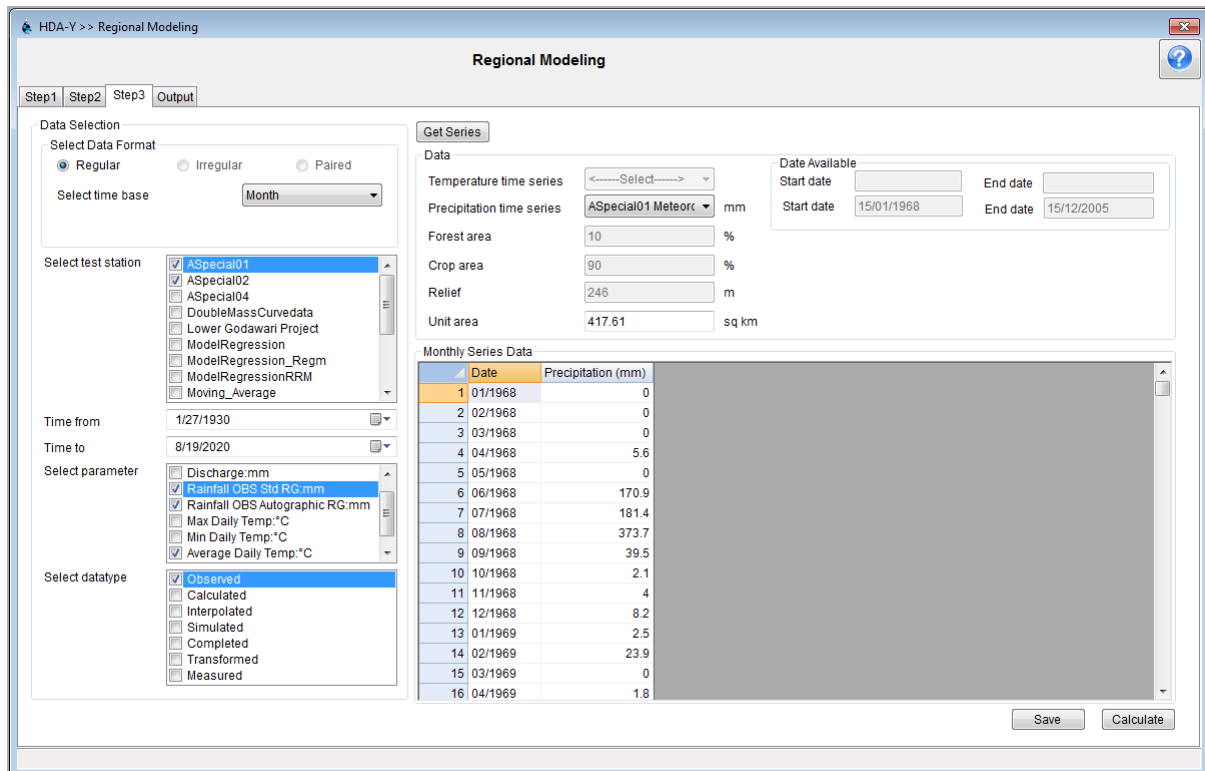 HDA-Y >> Regional Modeling
Regional Modeling
Step1 Step2 Step3 Output
Data Selection
Select Data Format
Regular Irregular Paired
Select time base Month
Select test station
ASpecial01
ASpecial02
ASpecial04
DoubleMassCurvedata
Lower Godawari Project
ModelRegression
ModelRegression_Regm
ModelRegressionRRM
Moving_Average
Time from 1/27/1930
Time to 8/19/2020
Select parameter
Discharge:mm
Rainfall OBS Std RG:mm
Rainfall OBS Autographic RG:mm
Max Daily Temp:°C
Min Daily Temp:°C
Average Daily Temp:°C
Select datatype
Observed
Calculated
Interpolated
Simulated
Completed
Transformed
Measured
Get Series
Data
Temperature time series <------Select------>
Precipitation time series ASpecial01 Meteorc mm
Forest area 10 %
Crop area 90 %
Relief 246 m
Unit area 417.61 sq km
Date Available
Start date End date
Start date 15/01/1968 End date 15/12/2005
Monthly Series Data
Date Precipitation (mm)
1 01/1968 0
2 02/1968 0
3 03/1968 0
4 04/1968 5.6
5 05/1968 0
6 06/1968 170.9
7 07/1968 181.4
8 08/1968 373.7
9 09/1968 39.5
10 10/1968 2.1
11 11/1968 4
12 12/1968 8.2
13 01/1969 2.5
14 02/1969 23.9
15 03/1969 0
16 04/1969 1.8
Save Calculate